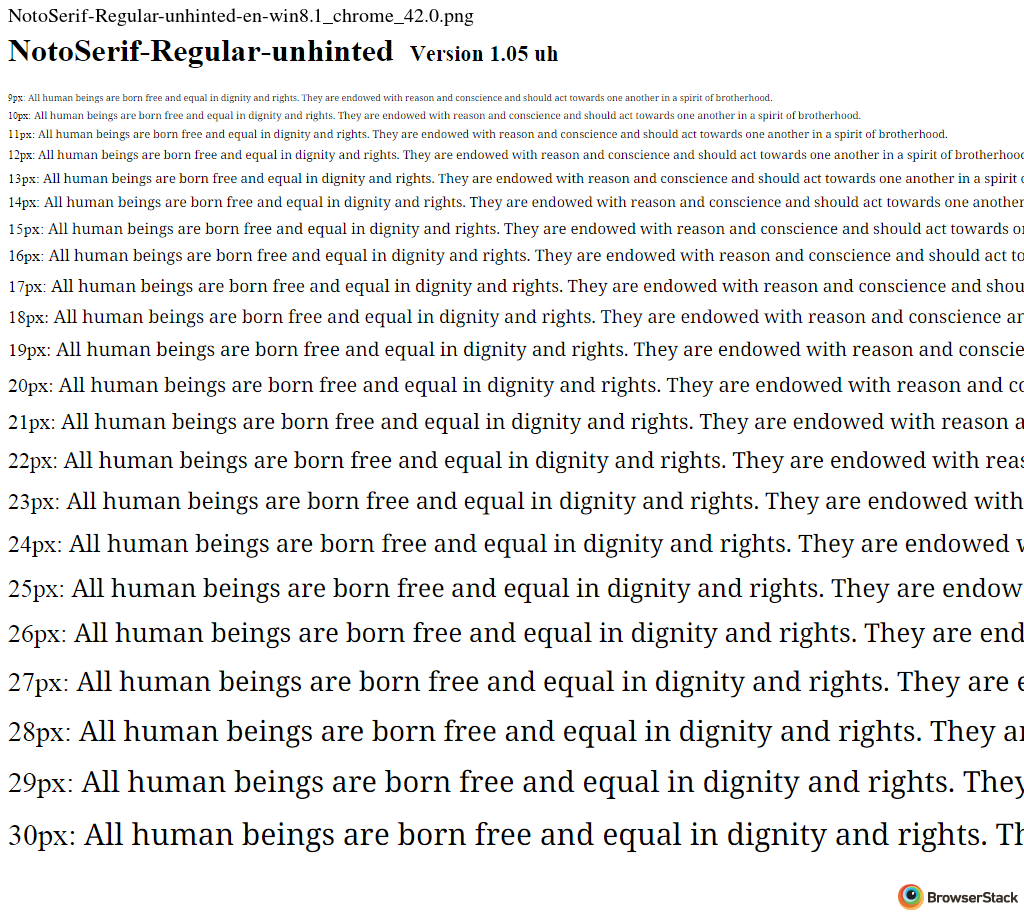 NotoSerif-Regular-unhinted-en-win8.1_chrome_42.0.png
NotoSerif-Regular-unhinted Version 1.05 uh
9px: All human beings are born free and equal in dignity and rights. They are endowed with reason and conscience and should act towards one another in a spirit of brotherhood.
10px: All human beings are born free and equal in dignity and rights. They are endowed with reason and conscience and should act towards one another in a spirit of brotherhood.
11px: All human beings are born free and equal in dignity and rights. They are endowed with reason and conscience and should act towards one another in a spirit of brotherhood.
12px: All human beings are born free and equal in dignity and rights. They are endowed with reason and conscience and should act towards one another in a spirit of brotherhoo
13px: All human beings are born free and equal in dignity and rights. They are endowed with reason and conscience and should act towards one another in a spirit
14px: All human beings are born free and equal in dignity and rights. They are endowed with reason and conscience and should act towards one another
15px: All human beings are born free and equal in dignity and rights. They are endowed with reason and conscience and should act towards o
16px: All human beings are born free and equal in dignity and rights. They are endowed with reason and conscience and should act to
17px: All human beings are born free and equal in dignity and rights. They are endowed with reason and conscience and shou
18px: All human beings are born free and equal in dignity and rights. They are endowed with reason and conscience a
19px: All human beings are born free and equal in dignity and rights. They are endowed with reason and conscie
20px: All human beings are born free and equal in dignity and rights. They are endowed with reason and c
21px: All human beings are born free and equal in dignity and rights. They are endowed with reason a
22px: All human beings are born free and equal in dignity and rights. They are endowed with reas
23px: All human beings are born free and equal in dignity and rights. They are endowed with
24px: All human beings are born free and equal in dignity and rights. They are endowed
25px: All human beings are born free and equal in dignity and rights. They are endow
26px: All human beings are born free and equal in dignity and rights. They are end
27px: All human beings are born free and equal in dignity and rights. They are
28px: All human beings are born free and equal in dignity and rights. They a
29px: All human beings are born free and equal in dignity and rights. They
30px: All human beings are born free and equal in dignity and rights. Th
BrowserStack